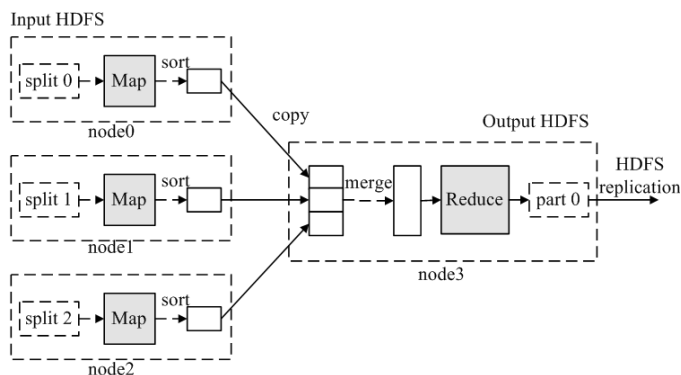 Input HDFS
split 0
Map
sort
node0
copy
split 1
Map
sort
node1
split 2
Map
sort
node2
Output HDFS
merge
Reduce
part 0
node3
HDFS
replication